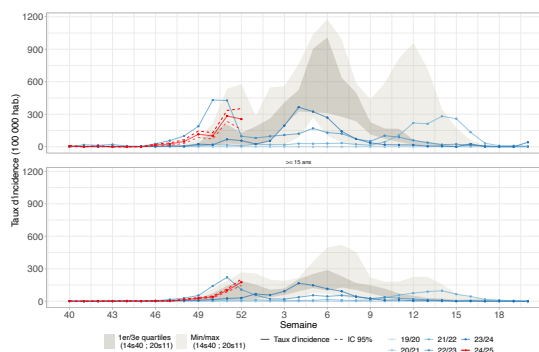 1200
900
600
300
0
Taux d'incidence (100 000 hab.)
>= 15 ans
1200
900
600
300
0
40 43 46 49 52 3 6 9 12 15 18
Semaine
1er/3e quartiles
(14s40 ; 20s11)
Min/max
(14s40 ; 20s11)
Taux d'incidence
IC 95%
19/20 21/22 23/24
20/21 22/23 24/25